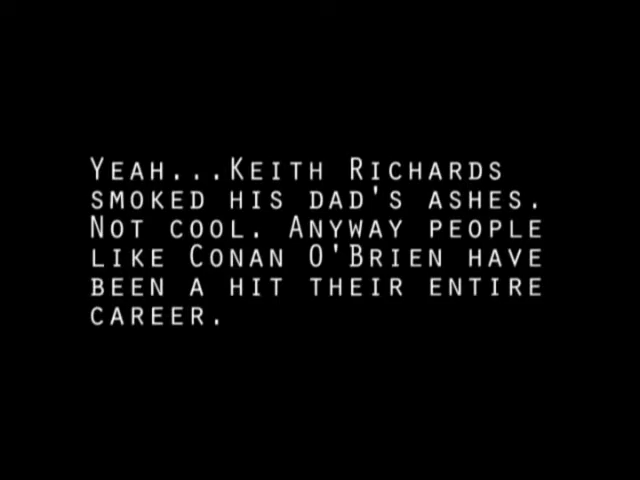 Yeah...Keith Richards
smoked his dad's ashes.
Not cool. Anyway people
like Conan O'Brien have
been a hit their entire
career.